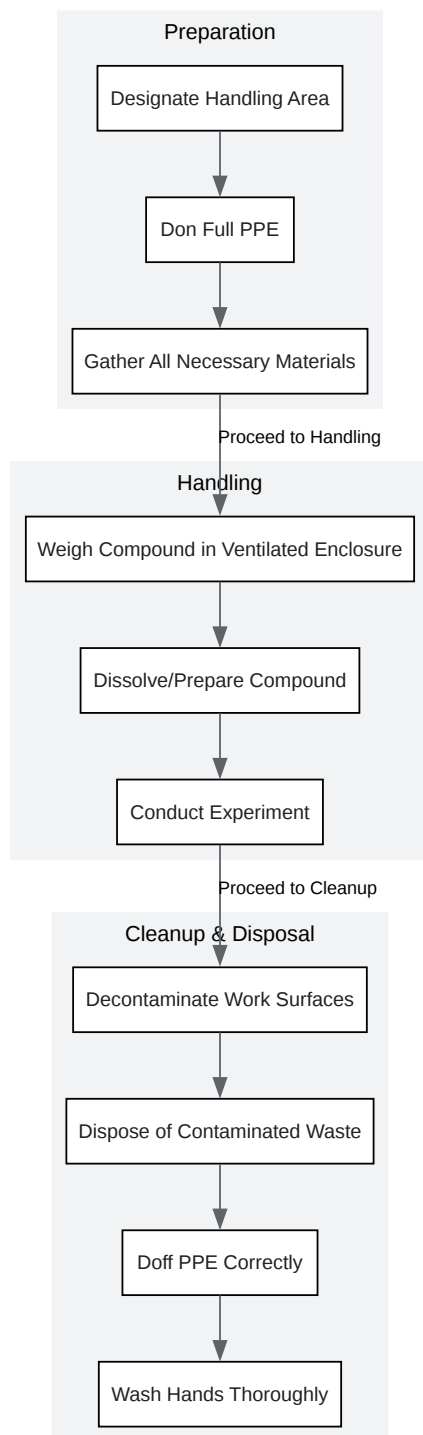 Preparation
Designate Handling Area
Don Full PPE
Gather All Necessary Materials
Proceed to Handling
Handling
Weigh Compound in Ventilated Enclosure
Dissolve/Prepare Compound
Conduct Experiment
Proceed to Cleanup
Cleanup & Disposal
Decontaminate Work Surfaces
Dispose of Contaminated Waste
Doff PPE Correctly
Wash Hands Thoroughly